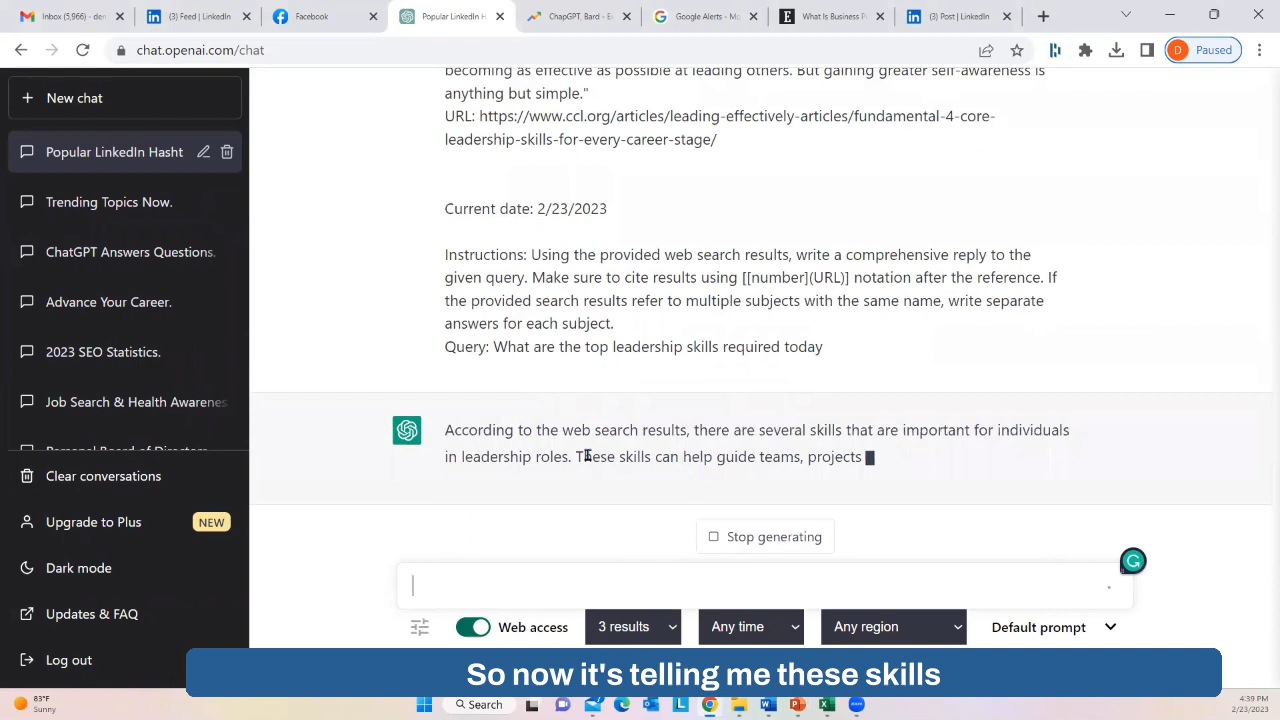 Inbox (5,966) - dem
(3) Feed | LinkedIn
Facebook
Popular LinkedIn H
ChapGPT, Bard - E
Google Alerts - Mo
What Is Business P
(3) Post | LinkedIn
chat.openai.com/chat
D Paused
New chat
Popular LinkedIn Hasht
Trending Topics Now.
ChatGPT Answers Questions.
Advance Your Career.
2023 SEO Statistics.
Job Search & Health Awarenes
Personal Board of Directors
Clear conversations
Upgrade to Plus NEW
Dark mode
Updates & FAQ
Log out
becoming as effective as possible at leading others. But gaining greater self-awareness is
anything but simple."
URL: https://www.ccl.org/articles/leading-effectively-articles/fundamental-4-core-
leadership-skills-for-every-career-stage/
Current date: 2/23/2023
Instructions: Using the provided web search results, write a comprehensive reply to the
given query. Make sure to cite results using [[number](URL)] notation after the reference. If
the provided search results refer to multiple subjects with the same name, write separate
answers for each subject.
Query: What are the top leadership skills required today
According to the web search results, there are several skills that are important for individuals
in leadership roles. These skills can help guide teams, projects
Stop generating
Web access
3 results
Any time
Any region
Default prompt
So now it's telling me these skills
83°F
Sunny
Search
4:39 PM
2/23/2023